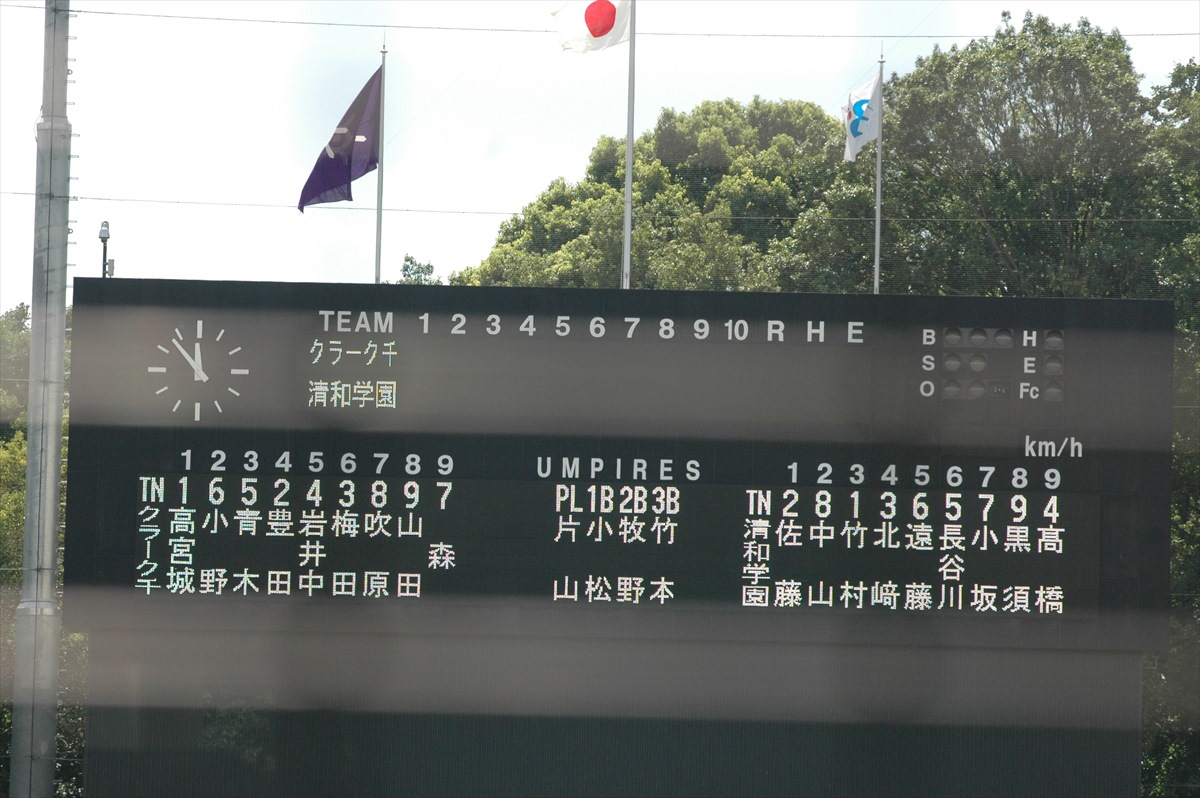 TEAM 1 2 3 4 5 6 7 8 9 10 R H E
クラーク千
清和学園
B H
S E
O Fc
km/h
1 2 3 4 5 6 7 8 9
TN 1 6 5 2 4 3 8 9 7
クラーク千
高宮城
小野
青木
豊田
岩井中
梅田
吹原
山田
森
UMPIRES
PL 1B 2B 3B
片山
小松
牧野
竹本
1 2 3 4 5 6 7 8 9
TN 2 8 1 3 6 5 7 9 4
清和学園
佐藤
中山
竹村
北﨑
遠藤
長谷川
小坂
黒須
髙橋